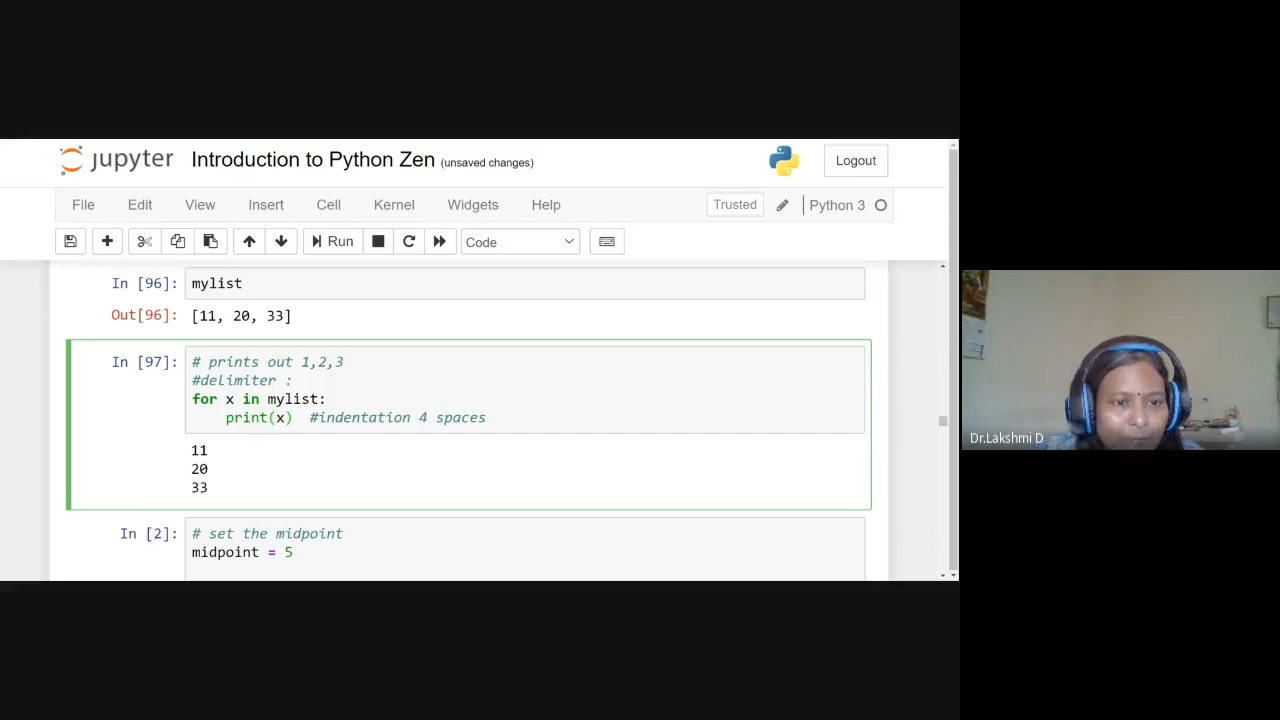 jupyter Introduction to Python Zen (unsaved changes) Logout
File Edit View Insert Cell Kernel Widgets Help Trusted Python 3
Run Code
In [96]: mylist
Out[96]: [11, 20, 33]
In [97]: # prints out 1,2,3
#delimiter :
for x in mylist:
print(x) #indentation 4 spaces
11
20
33
In [2]: # set the midpoint
midpoint = 5
Dr.Lakshmi D